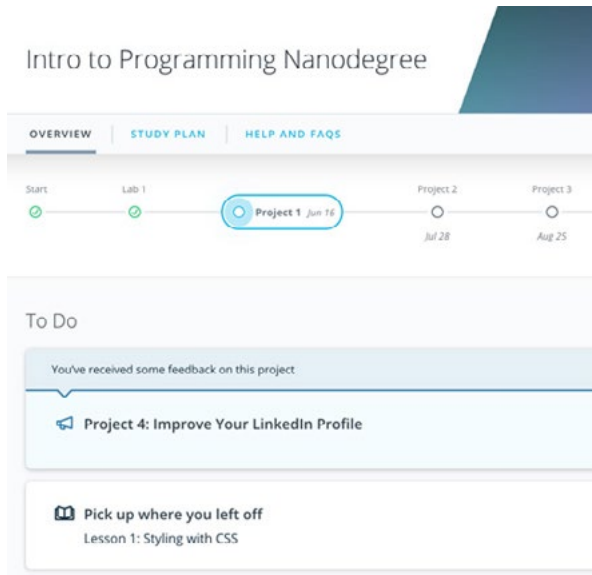 Intro to Programming Nanodegree
OVERVIEW STUDY PLAN HELP AND FAQS
Start Lab 1 Project 2 Project 3
Project 1 Jun 16
Jul 28 Aug 25
To Do
You've received some feedback on this project
Project 4: Improve Your LinkedIn Profile
Pick up where you left off
Lesson 1: Styling with CSS